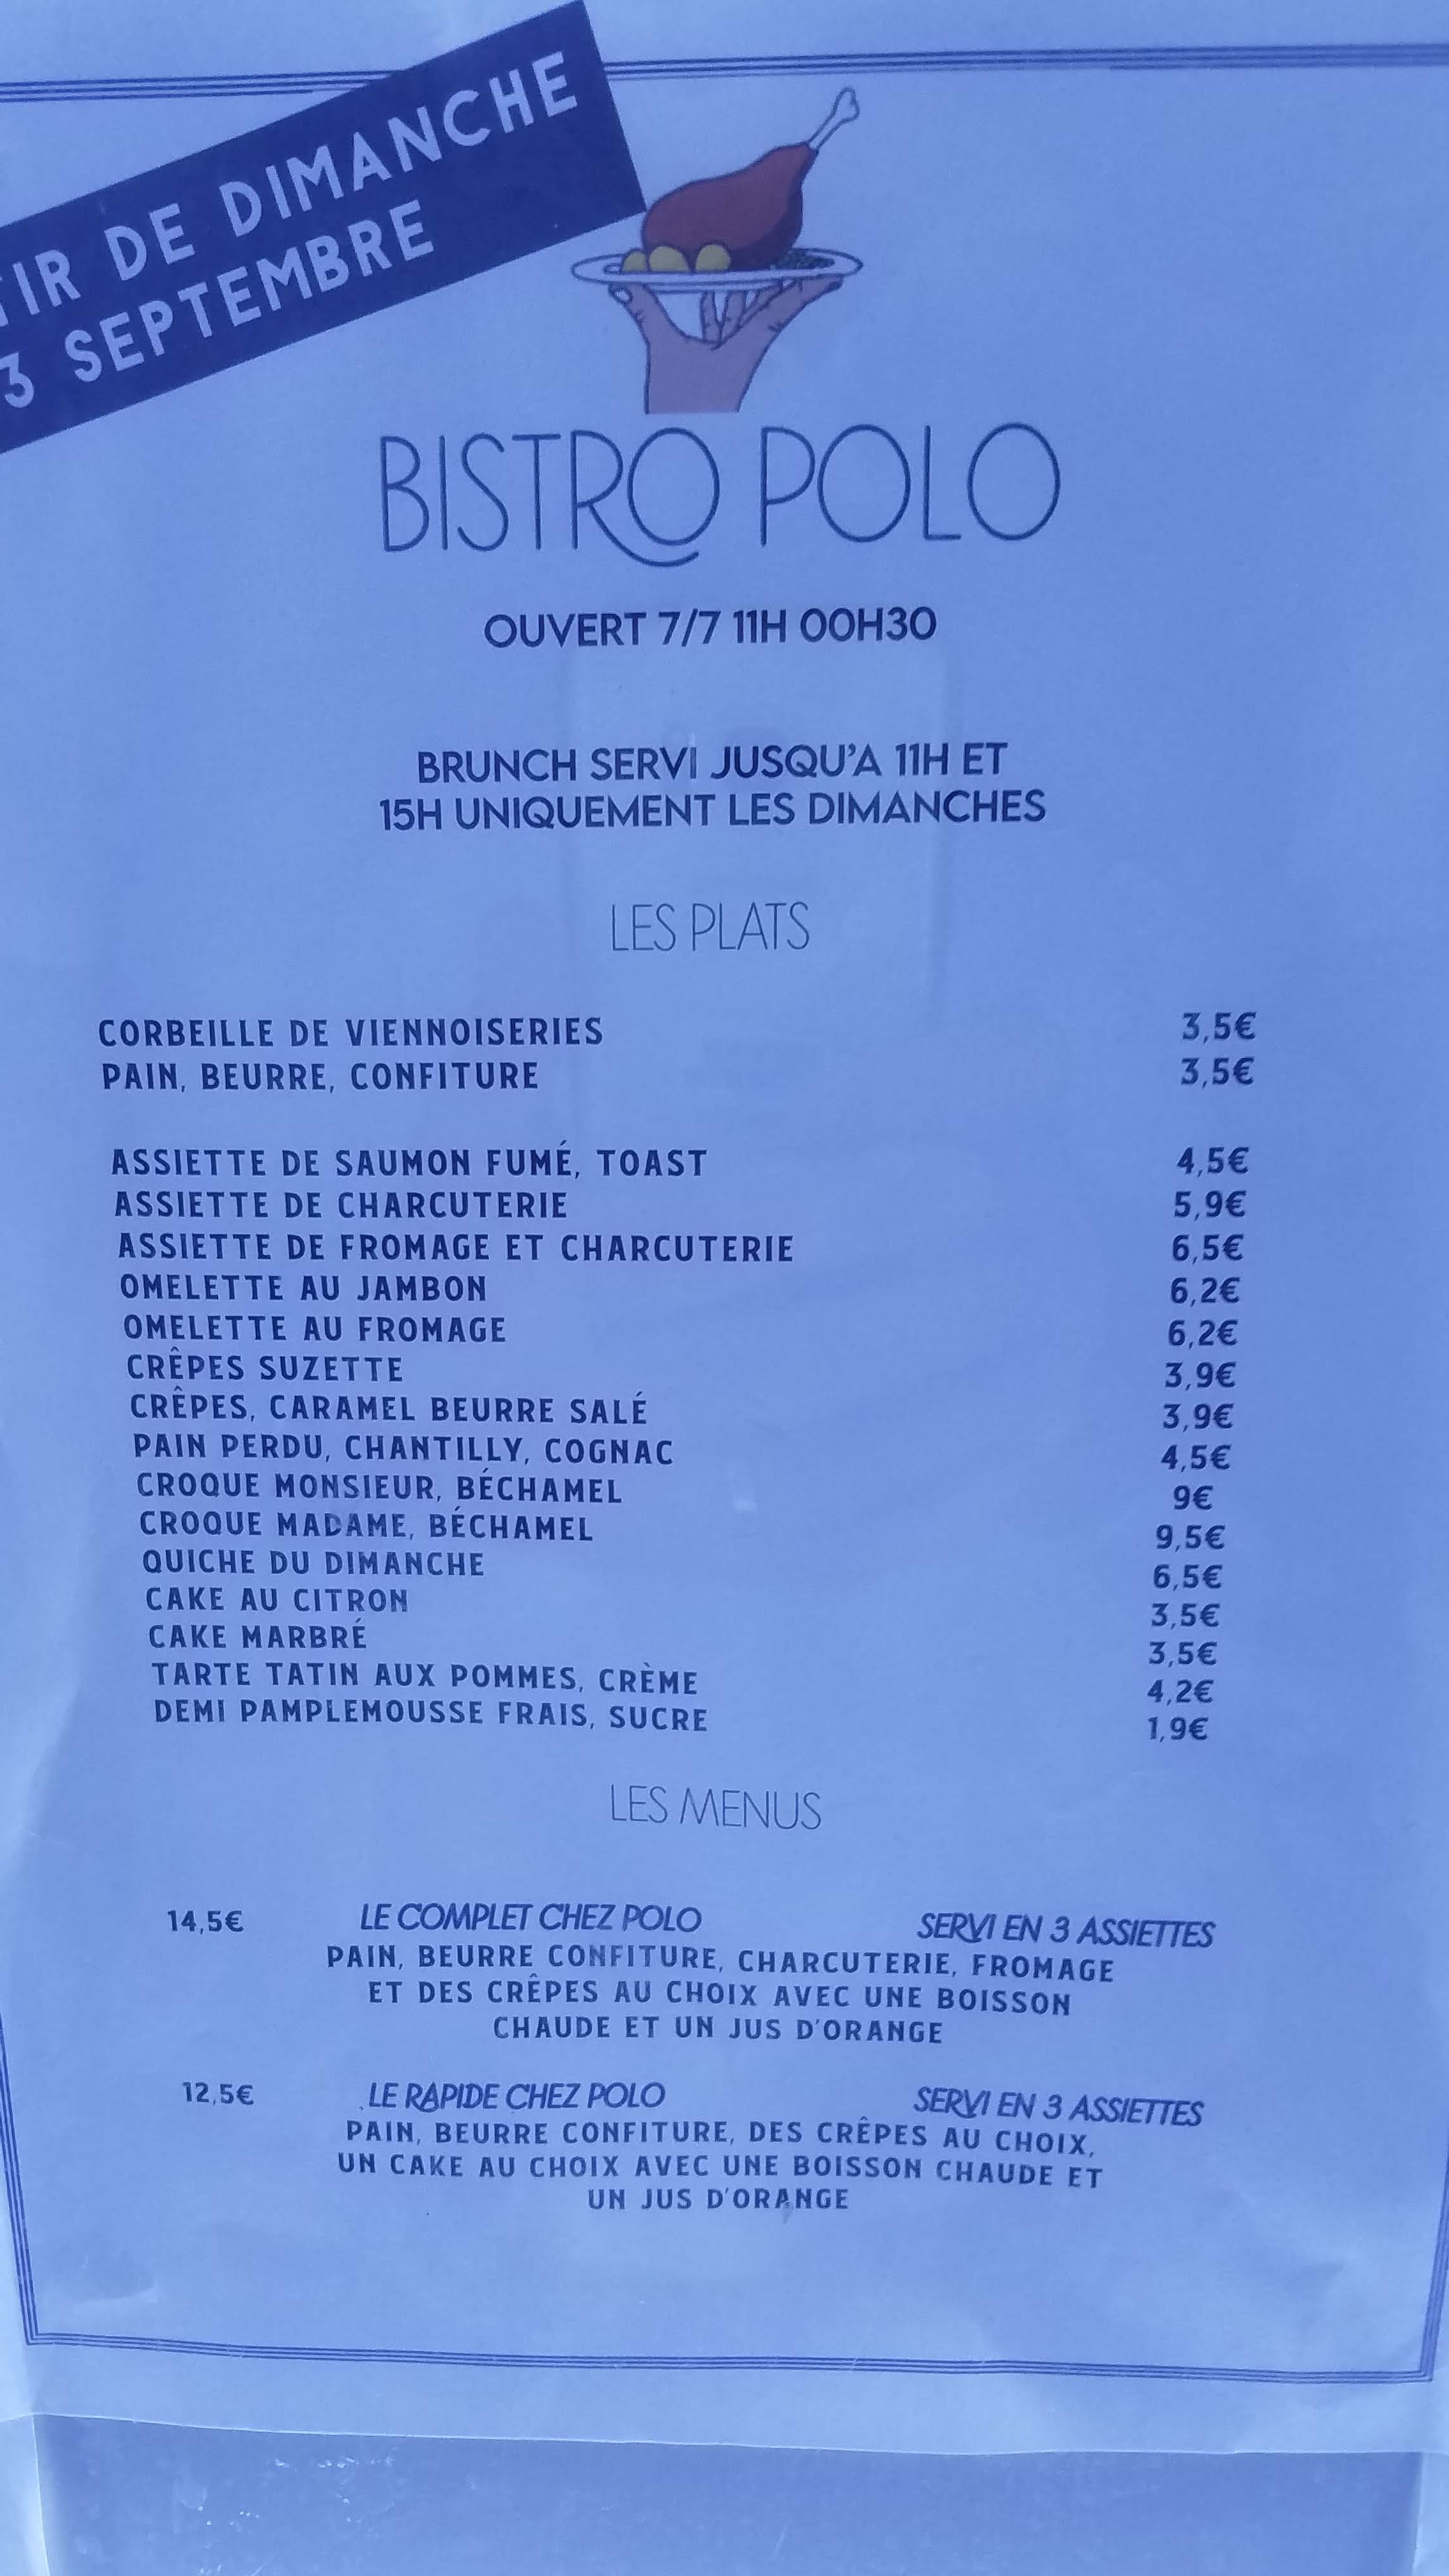 DE DIMANCHE
3 SEPTEMBRE
BISTRO POLO
OUVERT 7/7 11H 00H30
BRUNCH SERVI JUSQU'A 11H ET
15H UNIQUEMENT LES DIMANCHES
LES PLATS
CORBEILLE DE VIENNOISERIES 3,5€
PAIN, BEURRE, CONFITURE 3,5€
ASSIETTE DE SAUMON FUMÉ, TOAST 4,5€
ASSIETTE DE CHARCUTERIE 5,9€
ASSIETTE DE FROMAGE ET CHARCUTERIE 6,5€
OMELETTE AU JAMBON 6,2€
OMELETTE AU FROMAGE 6,2€
CRÊPES SUZETTE 3,9€
CRÊPES, CARAMEL BEURRE SALÉ 3,9€
PAIN PERDU, CHANTILLY, COGNAC 4,5€
CROQUE MONSIEUR, BÉCHAMEL 9€
CROQUE MADAME, BÉCHAMEL 9,5€
QUICHE DU DIMANCHE 6,5€
CAKE AU CITRON 3,5€
CAKE MARBRÉ 3,5€
TARTE TATIN AUX POMMES, CRÈME 4,2€
DEMI PAMPLEMOUSSE FRAIS, SUCRE 1,9€
LES MENUS
14,5€ LE COMPLET CHEZ POLO SERVI EN 3 ASSIETTES
PAIN, BEURRE CONFITURE, CHARCUTERIE, FROMAGE
ET DES CRÊPES AU CHOIX AVEC UNE BOISSON
CHAUDE ET UN JUS D'ORANGE
12,5€ LE RAPIDE CHEZ POLO SERVI EN 3 ASSIETTES
PAIN, BEURRE CONFITURE, DES CRÊPES AU CHOIX,
UN CAKE AU CHOIX AVEC UNE BOISSON CHAUDE ET
UN JUS D'ORANGE